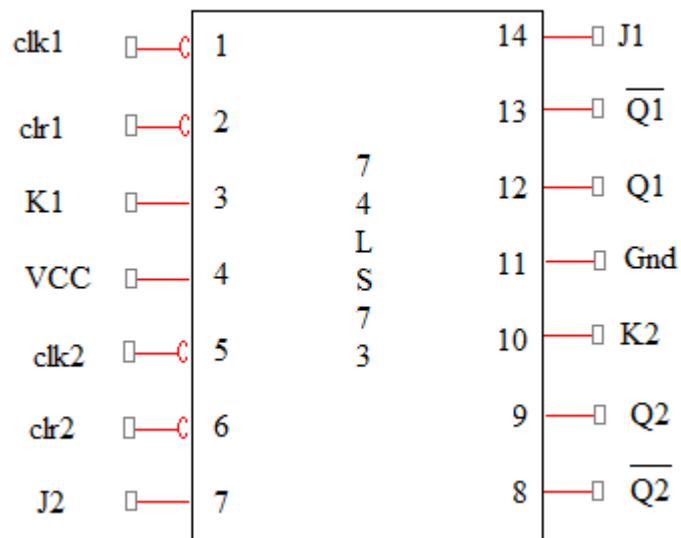 clk1 1 14 J1
clr1 2 13 Q1
K1 3 12 Q1
VCC 4 11 Gnd
clk2 5 10 K2
clr2 6 9 Q2
J2 7 8 Q2
7
4
L
S
7
3